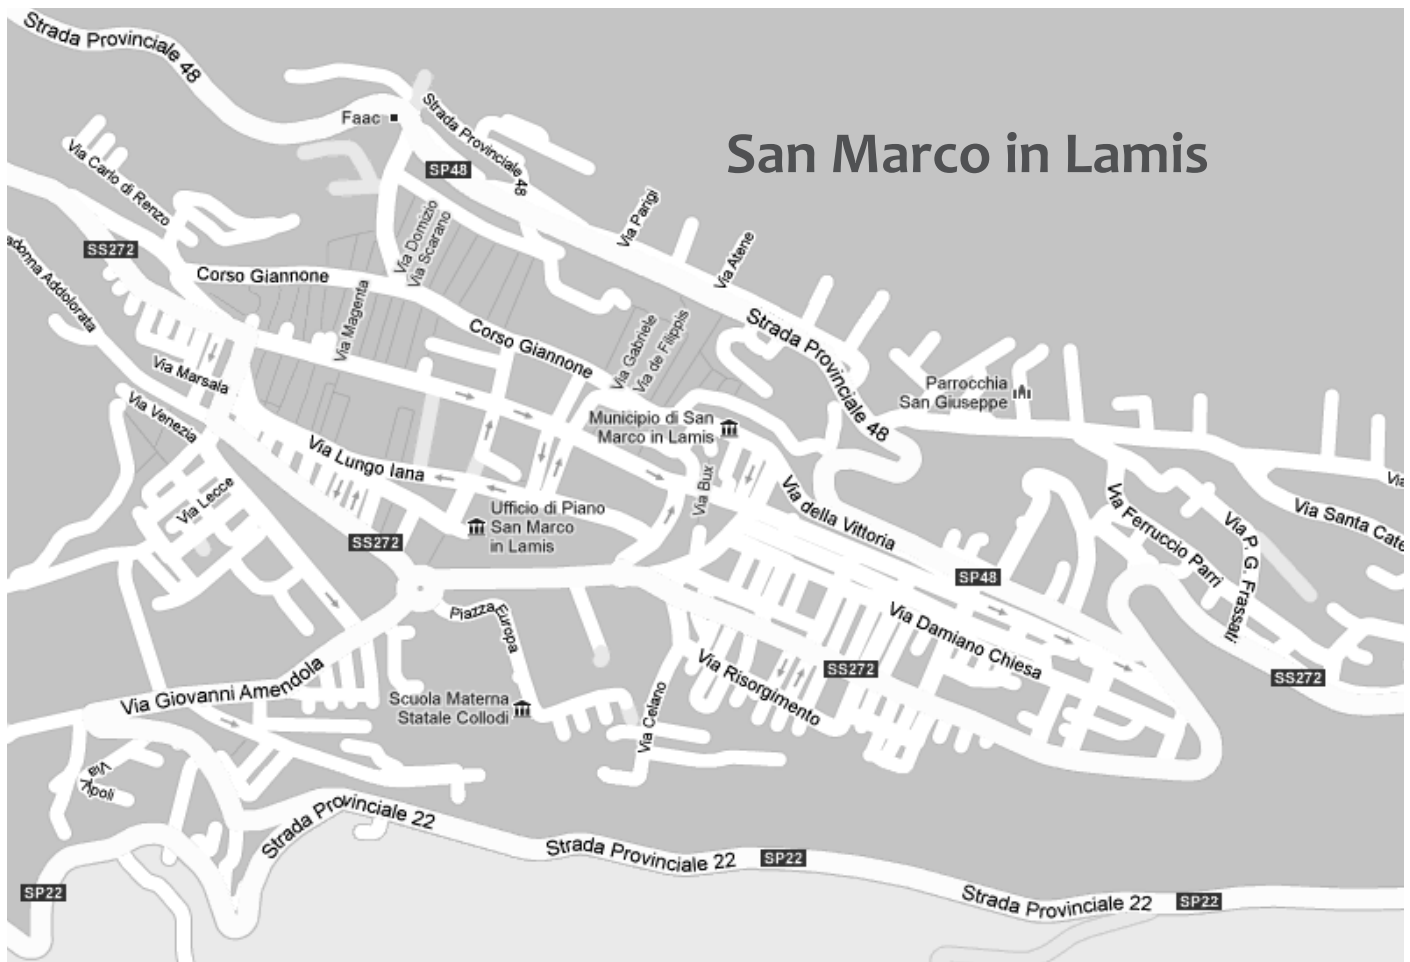 Strada Provinciale 48
Faac
Strada Provinciale 48
San Marco in Lamis
SP48
Via Carlo di Renzo
Via Parigi
Via Domizio
Via Scarano
Via Atene
SS272
adonna Addolorata
Corso Giannone
Via Magenta
Corso Giannone
Via Gabriele
Via de Filippis
Strada Provinciale 48
Via Marsala
Parrocchia
San Giuseppe
Via Venezia
Municipio di San
Marco in Lamis
Via Lungo Iana
Via Bux
Via Lecce
Ufficio di Piano
San Marco
in Lamis
Via della Vittoria
Via Ferruccio Parri
Via P. G. Frassati
Via
Via Santa Cate
SS272
SP48
Piazza Europa
Via Damiano Chiesa
SS272
Via Risorgimento
SS272
Via Giovanni Amendola
Scuola Materna
Statale Collodi
Via Celano
Via
Strada Provinciale 22
Strada Provinciale 22
SP22
SP22
Strada Provinciale 22
SP22